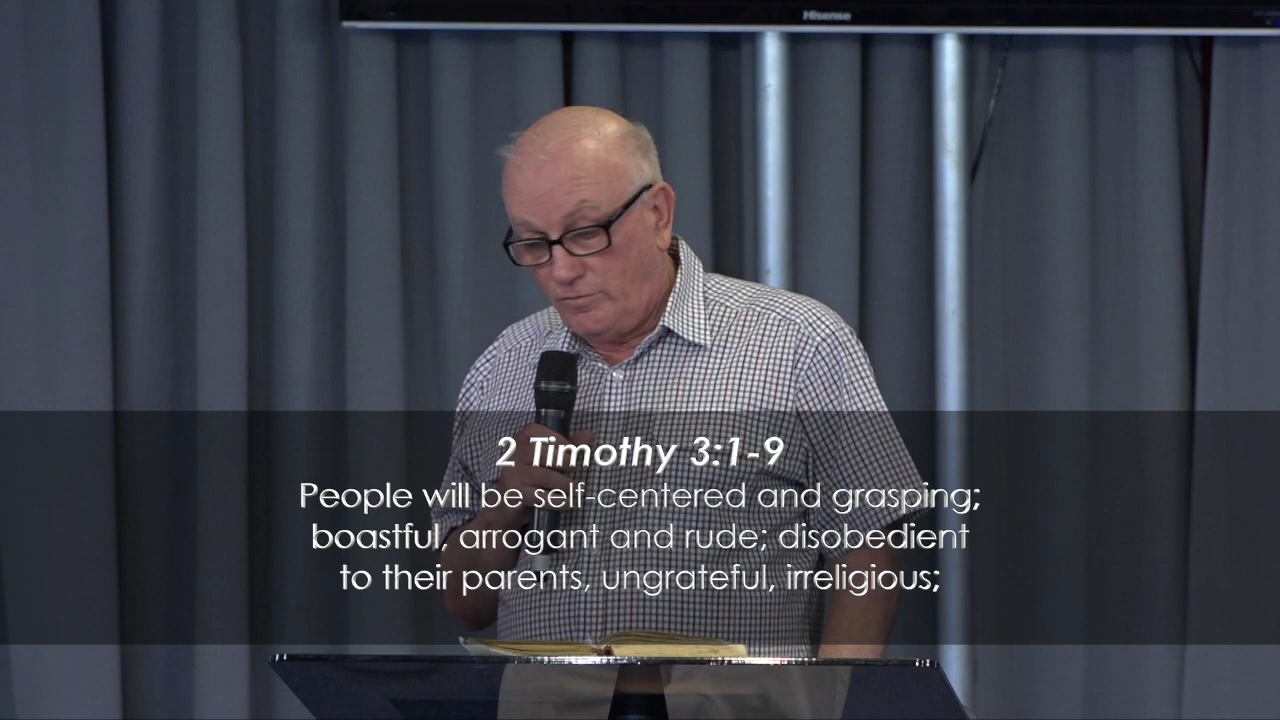 Hisense
2 Timothy 3:1-9
People will be self-centered and grasping;
boastful, arrogant and rude; disobedient
to their parents, ungrateful, irreligious;